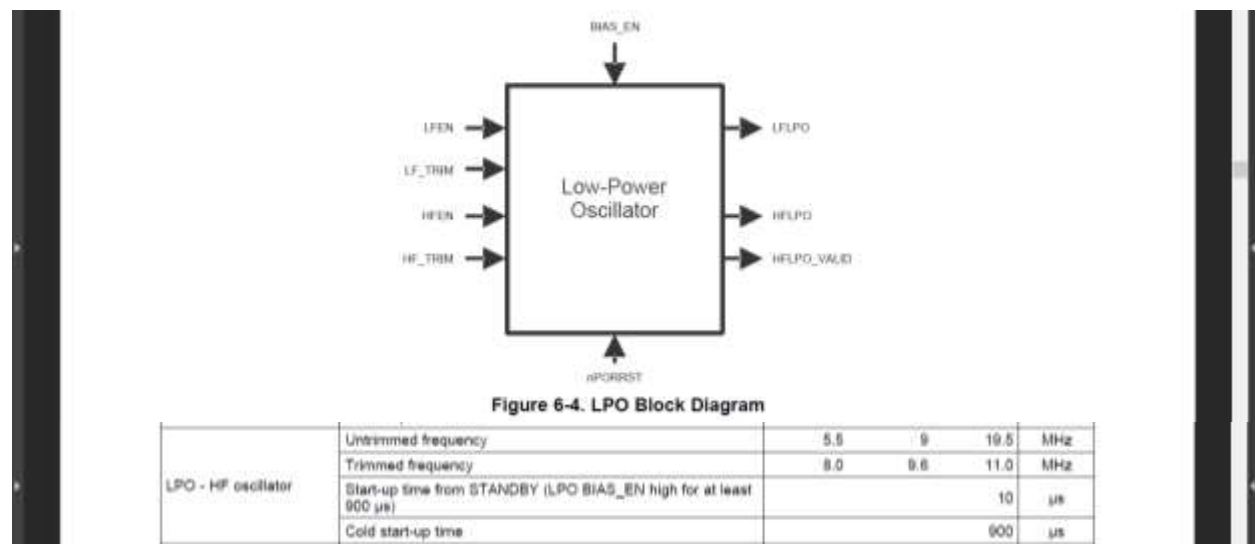 BIAS_EN
LFEN
LFLPO
LF_TRIM
Low-Power
Oscillator
HFEN
HFLPO
HF_TRIM
HFLPO_VALID
nPORRST
Figure 6-4. LPO Block Diagram
LPO - HF oscillator
Untrimmed frequency 5.5 9 19.5 MHz
Trimmed frequency 8.0 9.6 11.0 MHz
Start-up time from STANDBY (LPO BIAS_EN high for at least
900 µs) 10 µs
Cold start-up time 900 µs